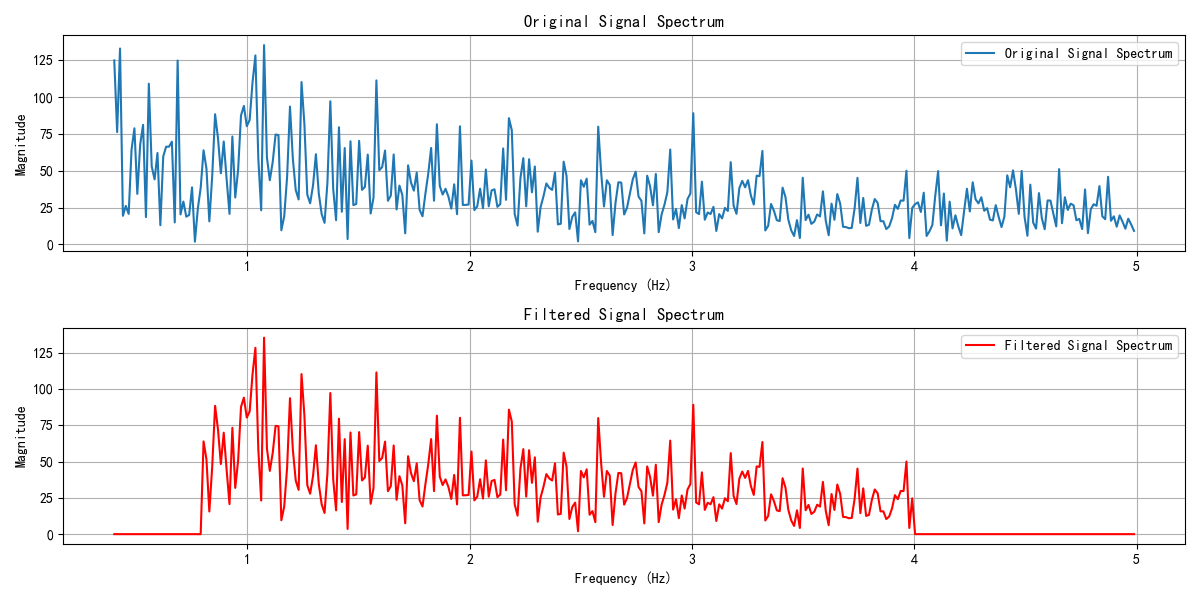 Original Signal Spectrum
Original Signal Spectrum
125
100
75
50
25
0
Magnitude
1 2 3 4 5
Frequency (Hz)
Filtered Signal Spectrum
Filtered Signal Spectrum
125
100
75
50
25
0
Magnitude
1 2 3 4 5
Frequency (Hz)